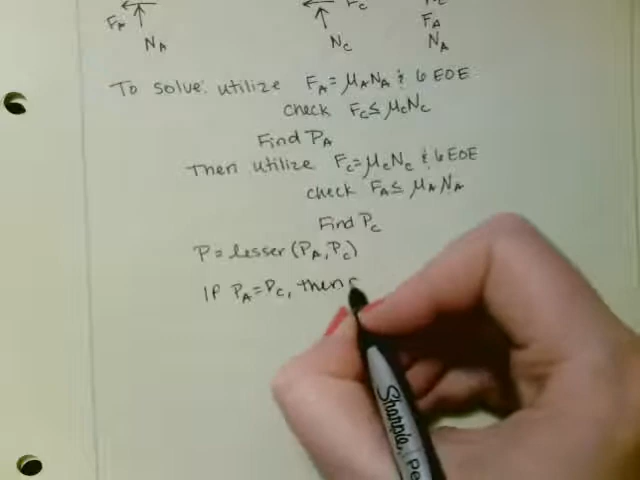 F_A N_A F_C N_C F_A N_A
To solve: utilize F_A = μ_A N_A & 6 EOE
check F_C ≤ μ_C N_C
Find P_A
Then utilize F_C = μ_C N_C & 6 EOE
check F_A ≤ μ_A N_A
Find P_C
P = lesser (P_A, P_C)
If P_A = P_C, then
Sharpie. Pe